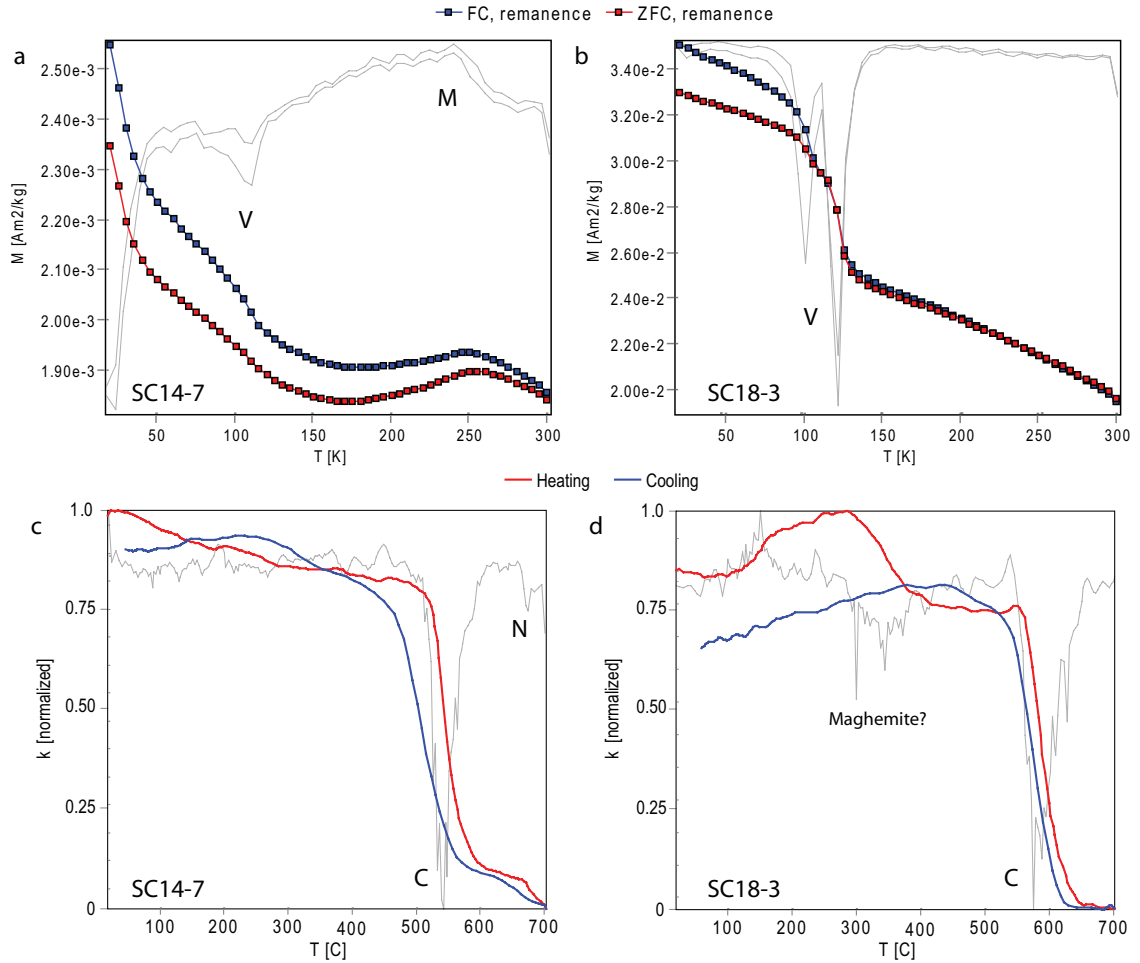 FC, remanence ZFC, remanence
a
M [Am2/kg]
2.50e-3
2.40e-3
2.30e-3
2.20e-3
2.10e-3
2.00e-3
1.90e-3
M
V
SC14-7
50 100 150 200 250 300
T [K]
b
M [Am2/kg]
3.40e-2
3.20e-2
3.00e-2
2.80e-2
2.60e-2
2.40e-2
2.20e-2
2.00e-2
V
SC18-3
50 100 150 200 250 300
T [K]
Heating Cooling
c
k [normalized]
1.0
0.75
0.50
0.25
0
N
C
SC14-7
100 200 300 400 500 600 700
T [C]
d
k [normalized]
1.0
0.75
0.50
0.25
0
Maghemite?
C
SC18-3
100 200 300 400 500 600 700
T [C]